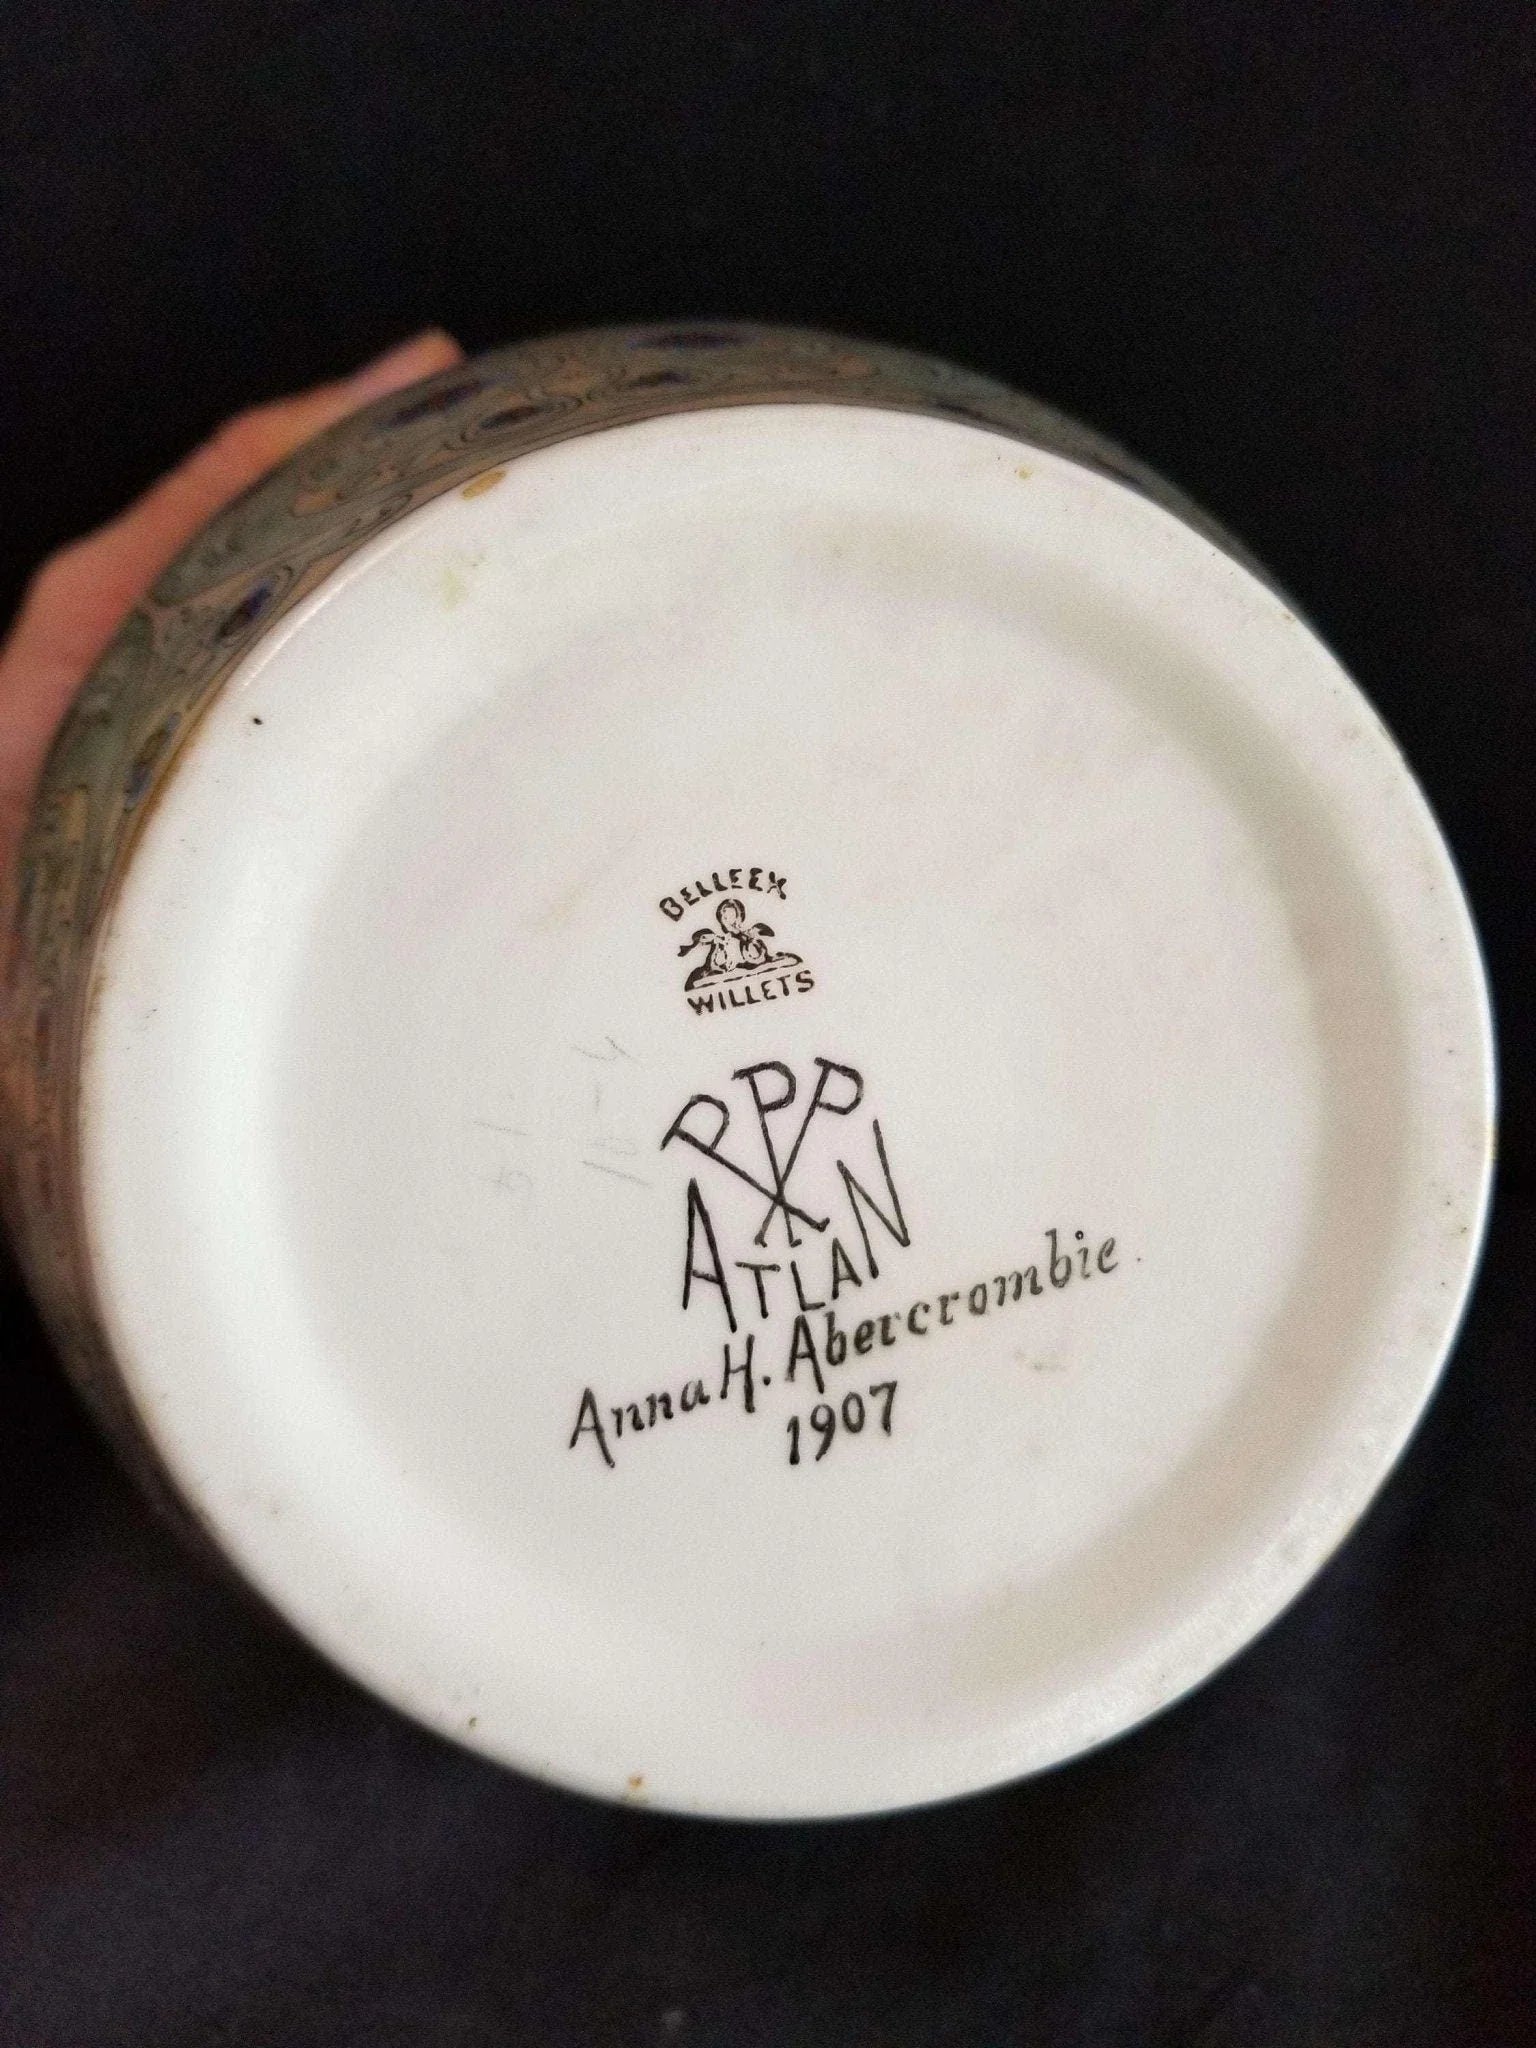 BELLEEK
WILLETS
PPP
ATLAN
Anna H. Abercrombie.
1907